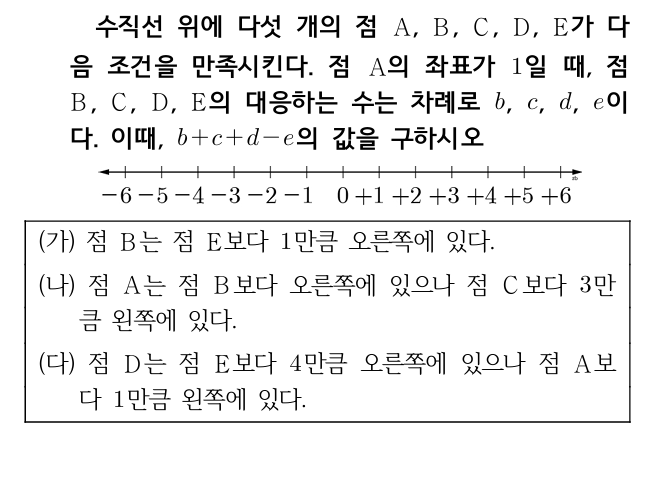 수직선 위에 다섯 개의 점 A, B, C, D, E가 다
음 조건을 만족시킨다. 점 A의 좌표가 1일 때, 점
B, C, D, E의 대응하는 수는 차례로 b, c, d, e이
다. 이때, b+c+d−e의 값을 구하시오
−6 −5 −4 −3 −2 −1 0 +1 +2 +3 +4 +5 +6
(가) 점 B는 점 E보다 1만큼 오른쪽에 있다.
(나) 점 A는 점 B보다 오른쪽에 있으나 점 C보다 3만
큼 왼쪽에 있다.
(다) 점 D는 점 E보다 4만큼 오른쪽에 있으나 점 A보
다 1만큼 왼쪽에 있다.